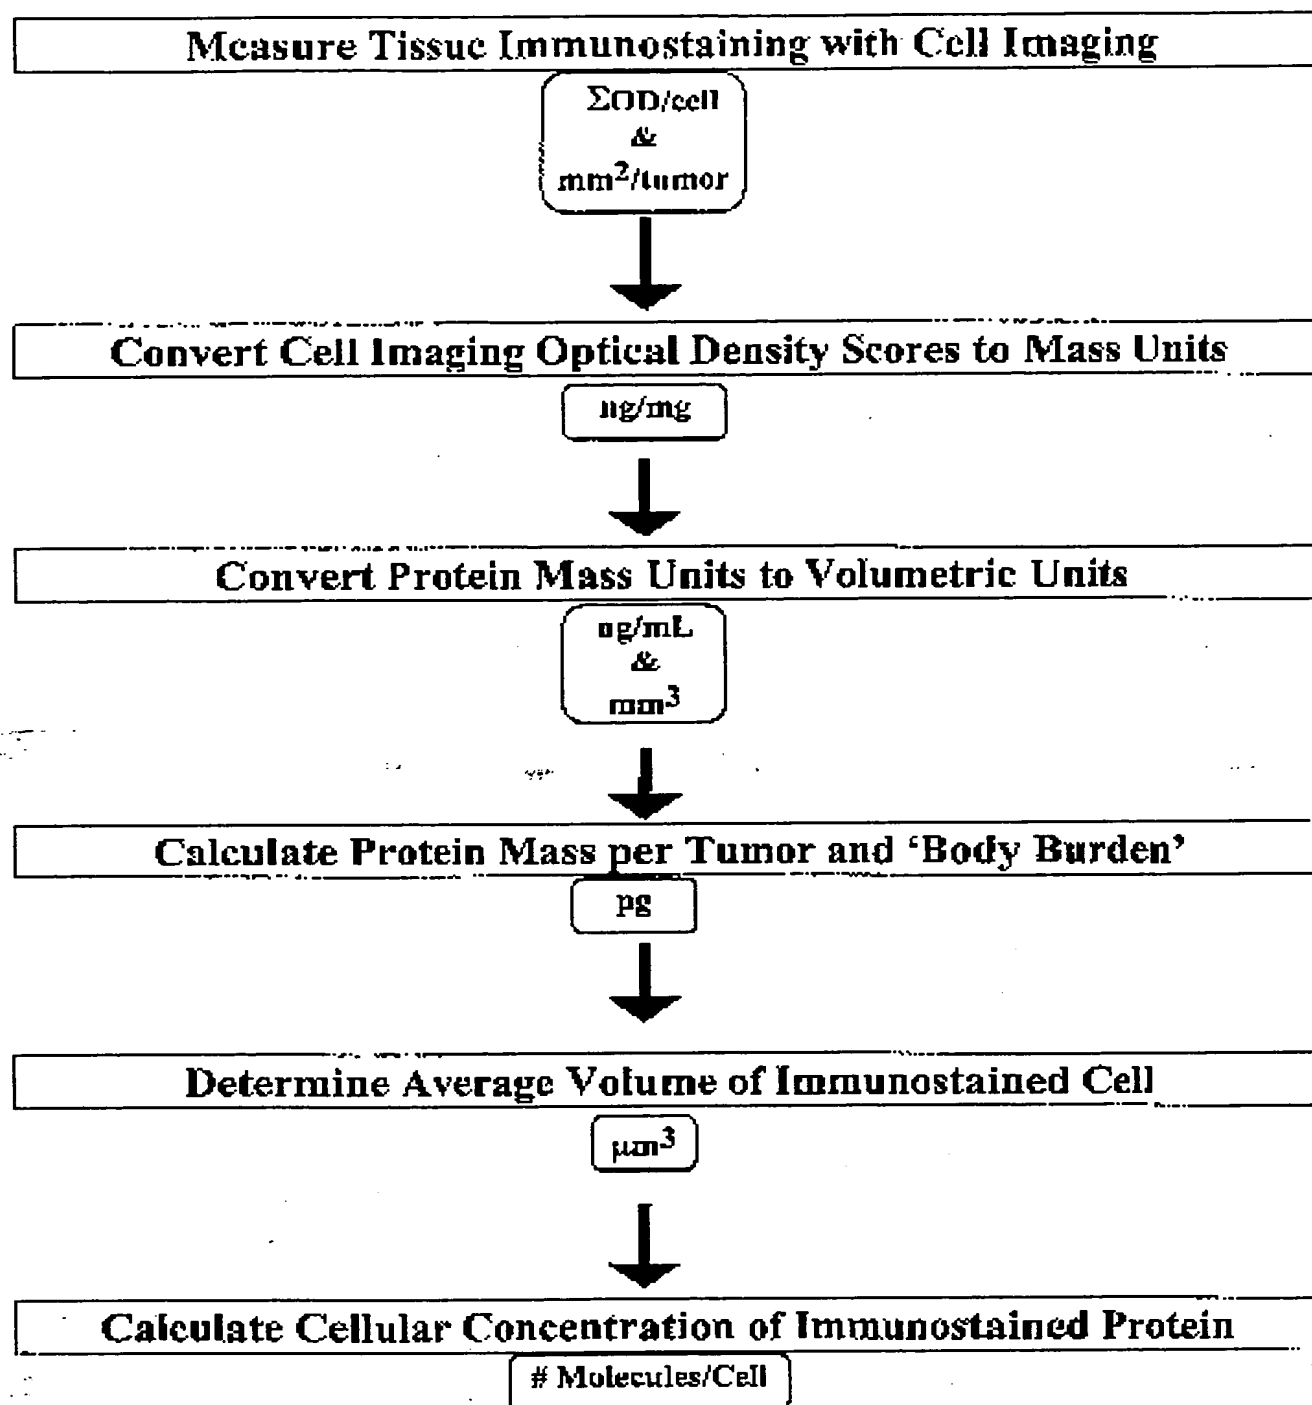 Measure Tissue Immunostaining with Cell Imaging
ΣOD/cell
&
mm²/tumor
Convert Cell Imaging Optical Density Scores to Mass Units
ng/mg
Convert Protein Mass Units to Volumetric Units
ng/mL
&
mm³
Calculate Protein Mass per Tumor and ‘Body Burden’
pg
Determine Average Volume of Immunostained Cell
μm³
Calculate Cellular Concentration of Immunostained Protein
# Molecules/Cell